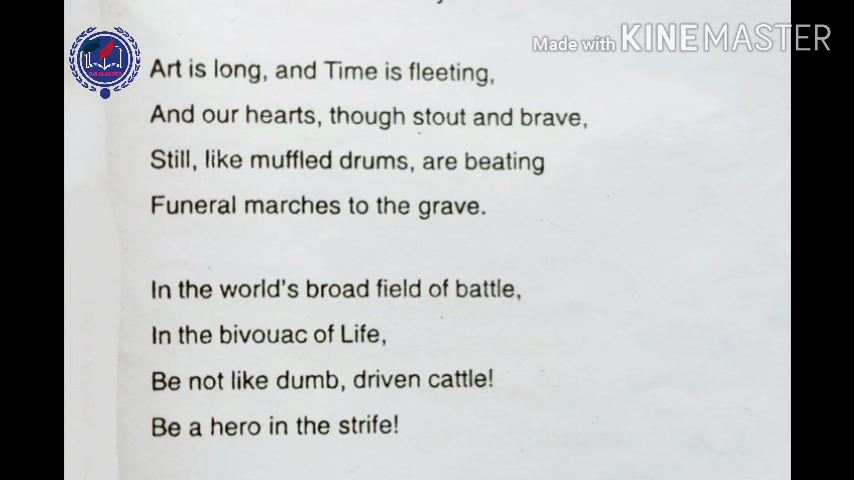 Made with KINEMASTER
Art is long, and Time is fleeting,
And our hearts, though stout and brave,
Still, like muffled drums, are beating
Funeral marches to the grave.
In the world's broad field of battle,
In the bivouac of Life,
Be not like dumb, driven cattle!
Be a hero in the strife!